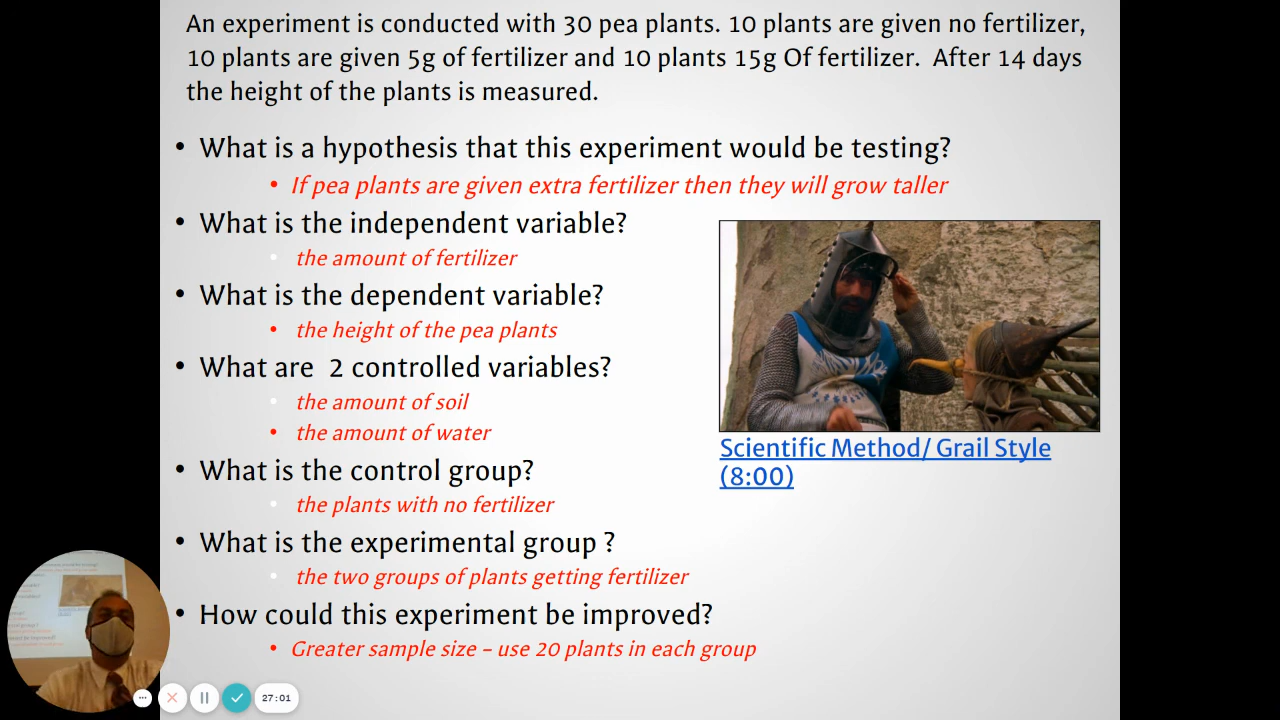 An experiment is conducted with 30 pea plants. 10 plants are given no fertilizer,
10 plants are given 5g of fertilizer and 10 plants 15g Of fertilizer. After 14 days
the height of the plants is measured.
• What is a hypothesis that this experiment would be testing?
• If pea plants are given extra fertilizer then they will grow taller
• What is the independent variable?
• the amount of fertilizer
• What is the dependent variable?
• the height of the pea plants
• What are 2 controlled variables?
• the amount of soil
• the amount of water
• What is the control group?
• the plants with no fertilizer
• What is the experimental group ?
• the two groups of plants getting fertilizer
• How could this experiment be improved?
• Greater sample size – use 20 plants in each group
Scientific Method/ Grail Style
(8:00)
27:01